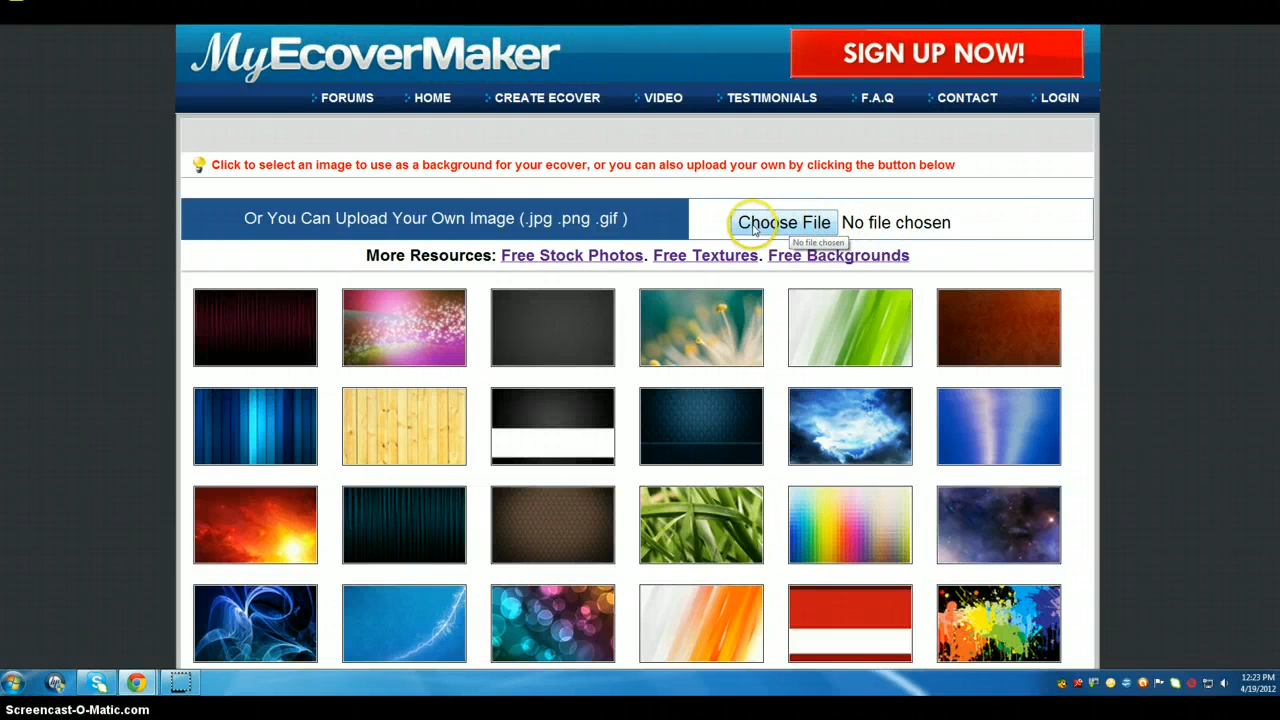 MyEcoverMaker
SIGN UP NOW!
FORUMS HOME CREATE ECOVER VIDEO TESTIMONIALS F.A.Q CONTACT LOGIN
Click to select an image to use as a background for your ecover, or you can also upload your own by clicking the button below
Or You Can Upload Your Own Image (.jpg .png .gif )
Choose File No file chosen
No file chosen
More Resources: Free Stock Photos. Free Textures. Free Backgrounds
12:23 PM
4/19/2012
Screencast-O-Matic.com